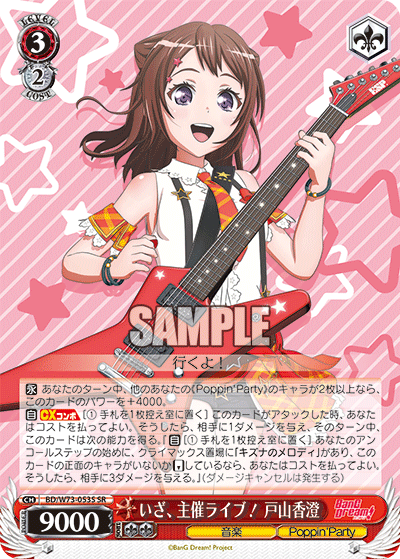 LEVEL
3
2
COST
SAMPLE
行くよ！
永 あなたのターン中、他のあなたの《Poppin'Party》のキャラが2枚以上なら、
このカードのパワーを+4000。
自 CXコンボ ［① 手札を1枚控え室に置く］ このカードがアタックした時、あなた
はコストを払ってよい。そうしたら、相手に1ダメージを与え、そのターン中、
このカードは次の能力を得る。『自 ［① 手札を1枚控え室に置く］ あなたのアン
コールステップの始めに、クライマックス置場に「キズナのメロディ」があり、こ
のカードの正面のキャラがいないか しているなら、あなたはコストを払ってよい。
そうしたら、相手に3ダメージを与える。』（ダメージキャンセルは発生する）
CH BD/W73-053S SR
いざ、主催ライブ！ 戸山香澄
BanG Dream!
POWER
9000
音楽
Poppin'Party
©BanG Dream! Project